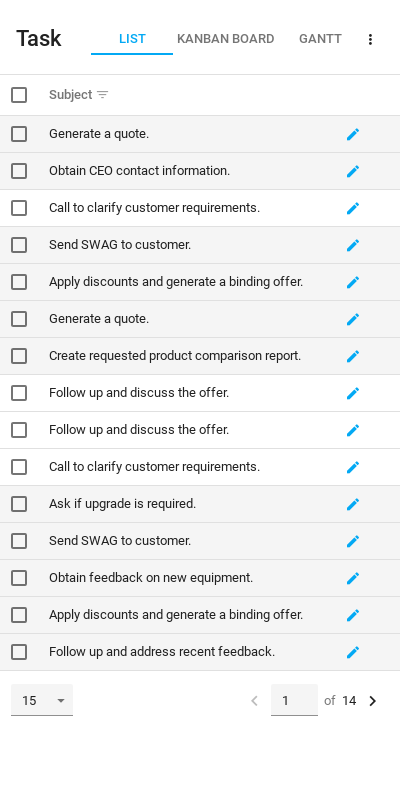 Task LIST KANBAN BOARD GANTT
Subject
Generate a quote.
Obtain CEO contact information.
Call to clarify customer requirements.
Send SWAG to customer.
Apply discounts and generate a binding offer.
Generate a quote.
Create requested product comparison report.
Follow up and discuss the offer.
Follow up and discuss the offer.
Call to clarify customer requirements.
Ask if upgrade is required.
Send SWAG to customer.
Obtain feedback on new equipment.
Apply discounts and generate a binding offer.
Follow up and address recent feedback.
15 1 of 14